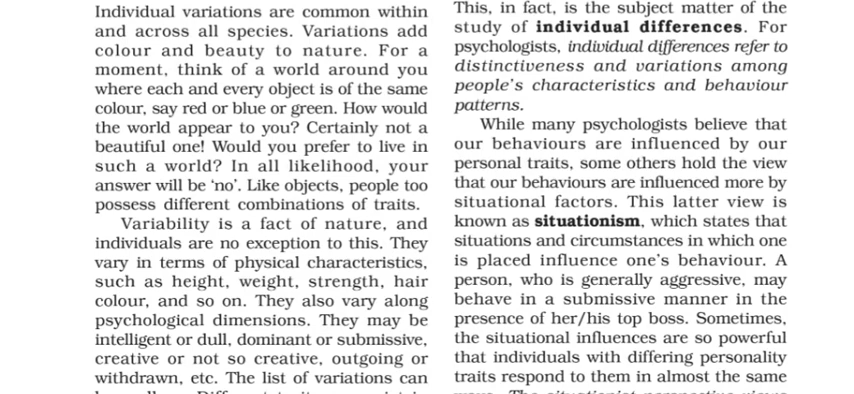 Individual variations are common within
and across all species. Variations add
colour and beauty to nature. For a
moment, think of a world around you
where each and every object is of the same
colour, say red or blue or green. How would
the world appear to you? Certainly not a
beautiful one! Would you prefer to live in
such a world? In all likelihood, your
answer will be ‘no’. Like objects, people too
possess different combinations of traits.
Variability is a fact of nature, and
individuals are no exception to this. They
vary in terms of physical characteristics,
such as height, weight, strength, hair
colour, and so on. They also vary along
psychological dimensions. They may be
intelligent or dull, dominant or submissive,
creative or not so creative, outgoing or
withdrawn, etc. The list of variations can
This, in fact, is the subject matter of the
study of individual differences. For
psychologists, individual differences refer to
distinctiveness and variations among
people’s characteristics and behaviour
patterns.
While many psychologists believe that
our behaviours are influenced by our
personal traits, some others hold the view
that our behaviours are influenced more by
situational factors. This latter view is
known as situationism, which states that
situations and circumstances in which one
is placed influence one’s behaviour. A
person, who is generally aggressive, may
behave in a submissive manner in the
presence of her/his top boss. Sometimes,
the situational influences are so powerful
that individuals with differing personality
traits respond to them in almost the same